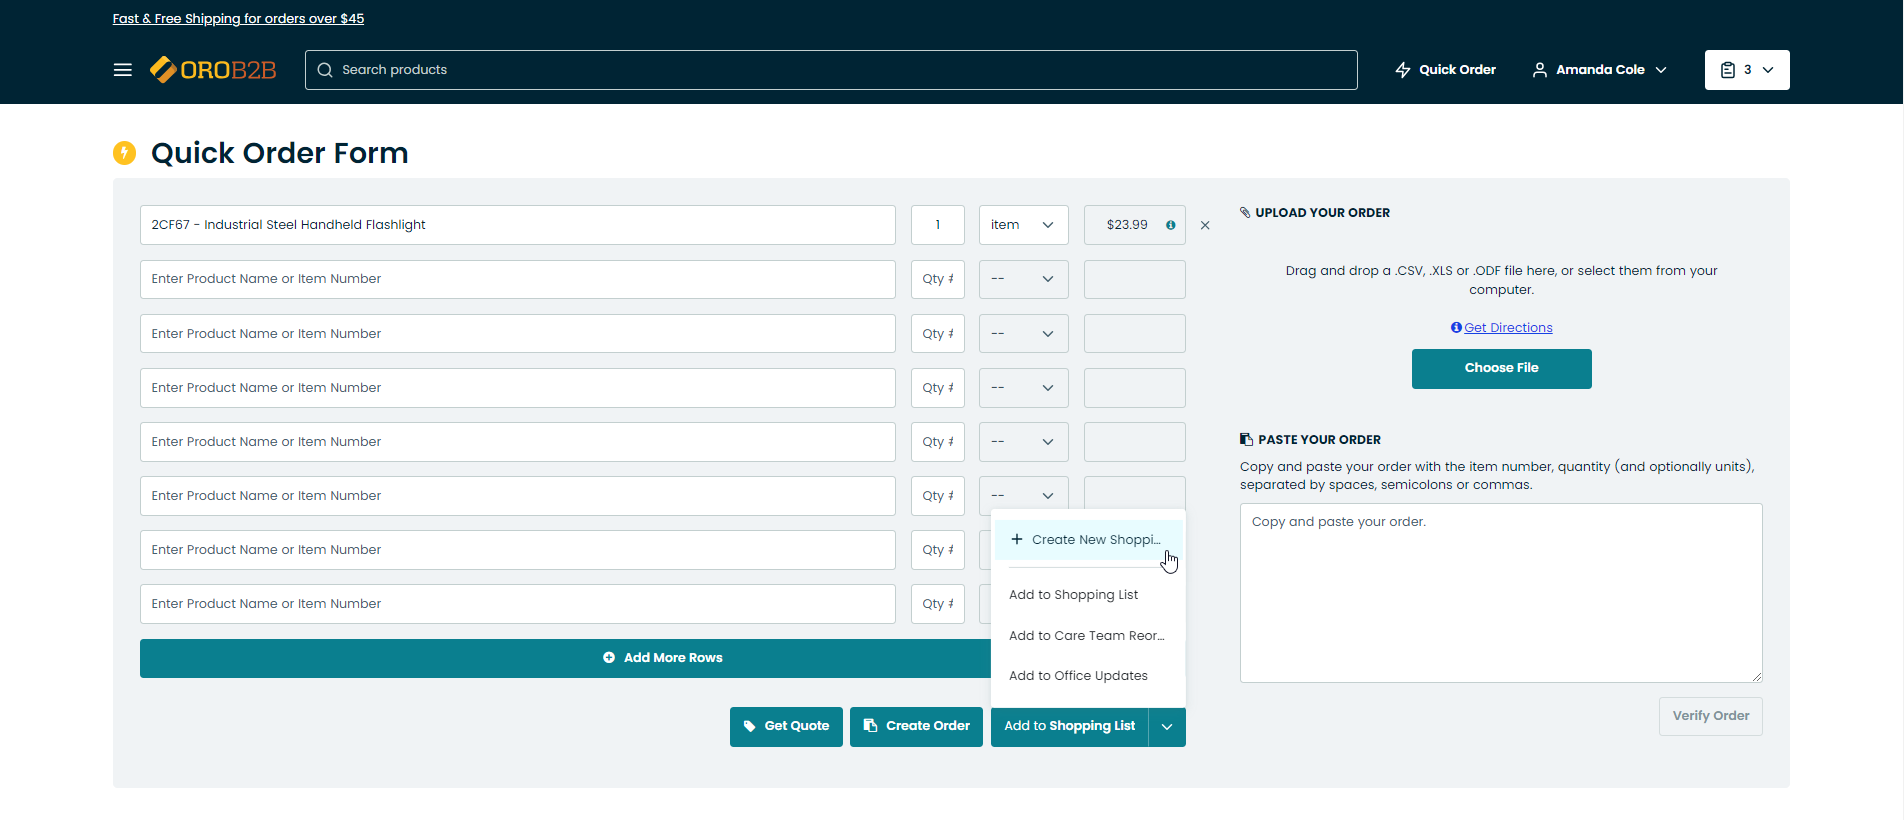 Fast & Free Shipping for orders over $45
OROB2B
Search products
Quick Order
Amanda Cole
3
Quick Order Form
2CF67 - Industrial Steel Handheld Flashlight
1
item
$23.99
Enter Product Name or Item Number
Qty #
--
Enter Product Name or Item Number
Qty #
--
Enter Product Name or Item Number
Qty #
--
Enter Product Name or Item Number
Qty #
--
Enter Product Name or Item Number
Qty #
--
Enter Product Name or Item Number
Qty #
Enter Product Name or Item Number
Qty #
Create New Shoppi...
Add to Shopping List
Add to Care Team Reor...
Add to Office Updates
Add More Rows
Get Quote
Create Order
Add to Shopping List
UPLOAD YOUR ORDER
Drag and drop a .CSV, .XLS or .ODF file here, or select them from your
computer.
Get Directions
Choose File
PASTE YOUR ORDER
Copy and paste your order with the item number, quantity (and optionally units),
separated by spaces, semicolons or commas.
Copy and paste your order.
Verify Order